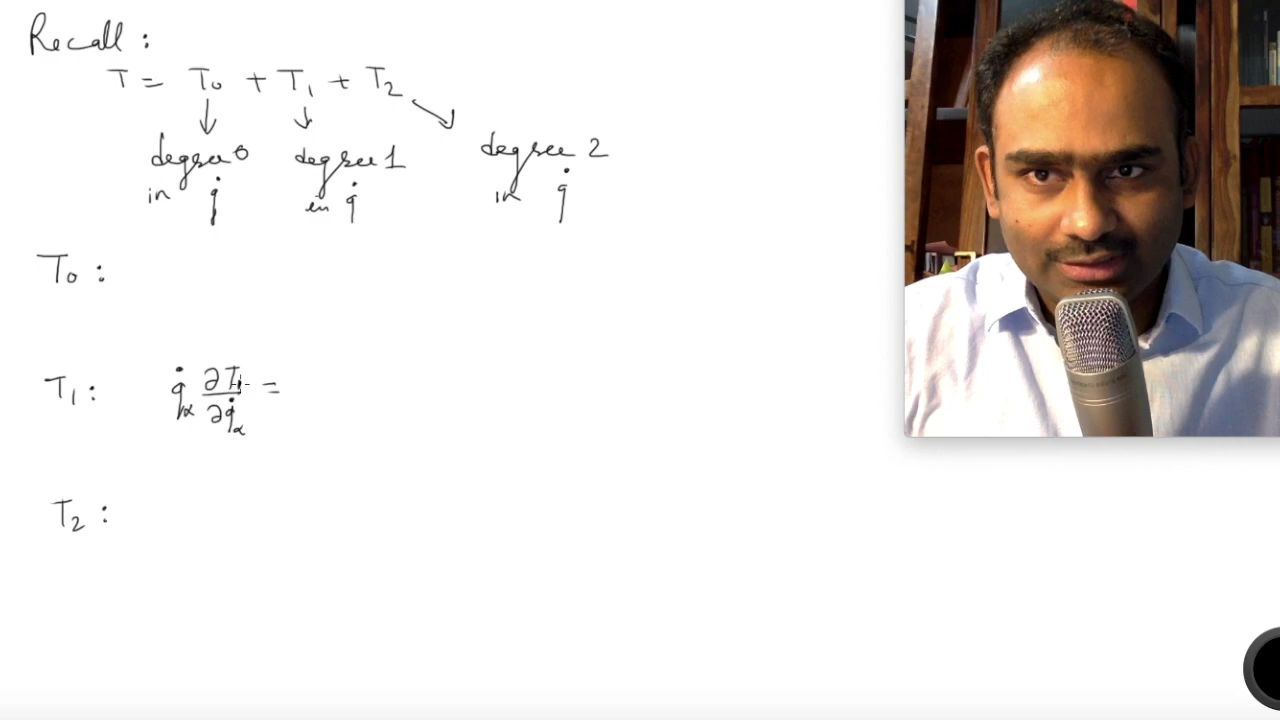 Recall :
T = T₀ + T₁ + T₂
degree 0 degree 1 degree 2
in q̇ in q̇ in q̇
T₀ :
T₁ : q̇α ∂T₁/∂q̇α =
T₂ :